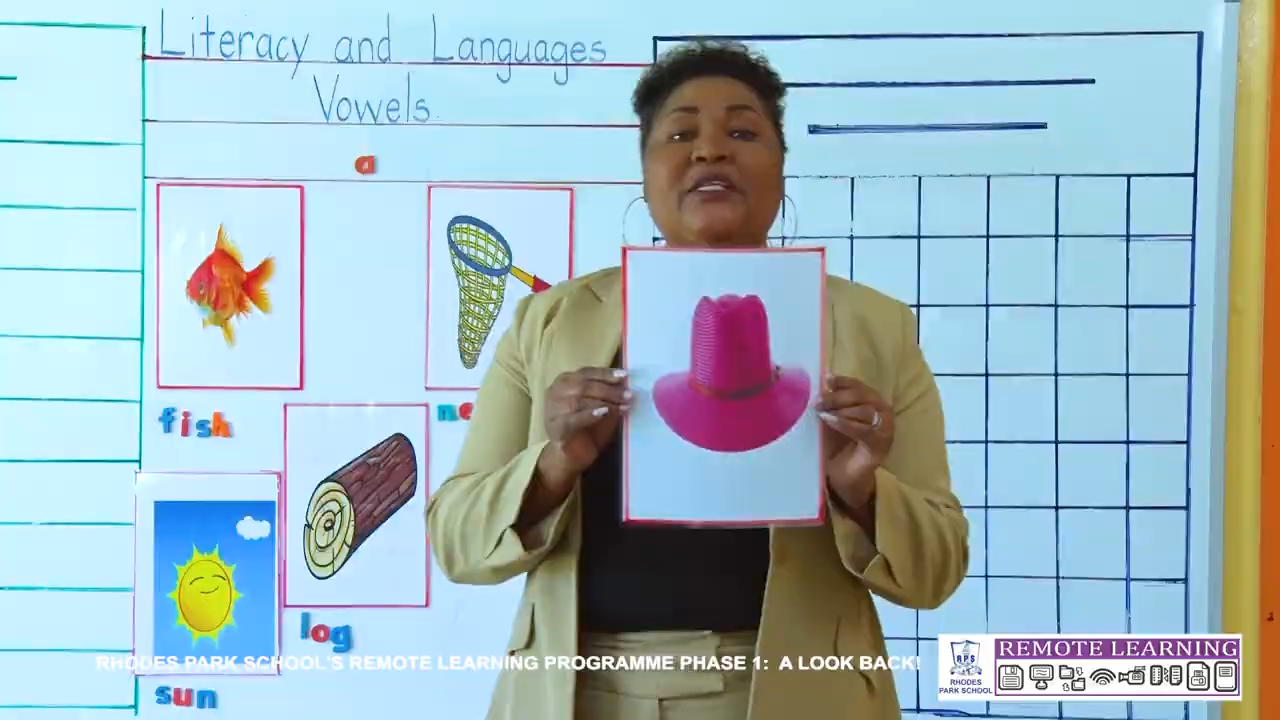 Literacy and Languages
Vowels
a
fish
ne
log
sun
RHODES PARK SCHOOL'S REMOTE LEARNING PROGRAMME PHASE 1: A LOOK BACK!
R.P.S
RHODES
PARK SCHOOL
REMOTE LEARNING